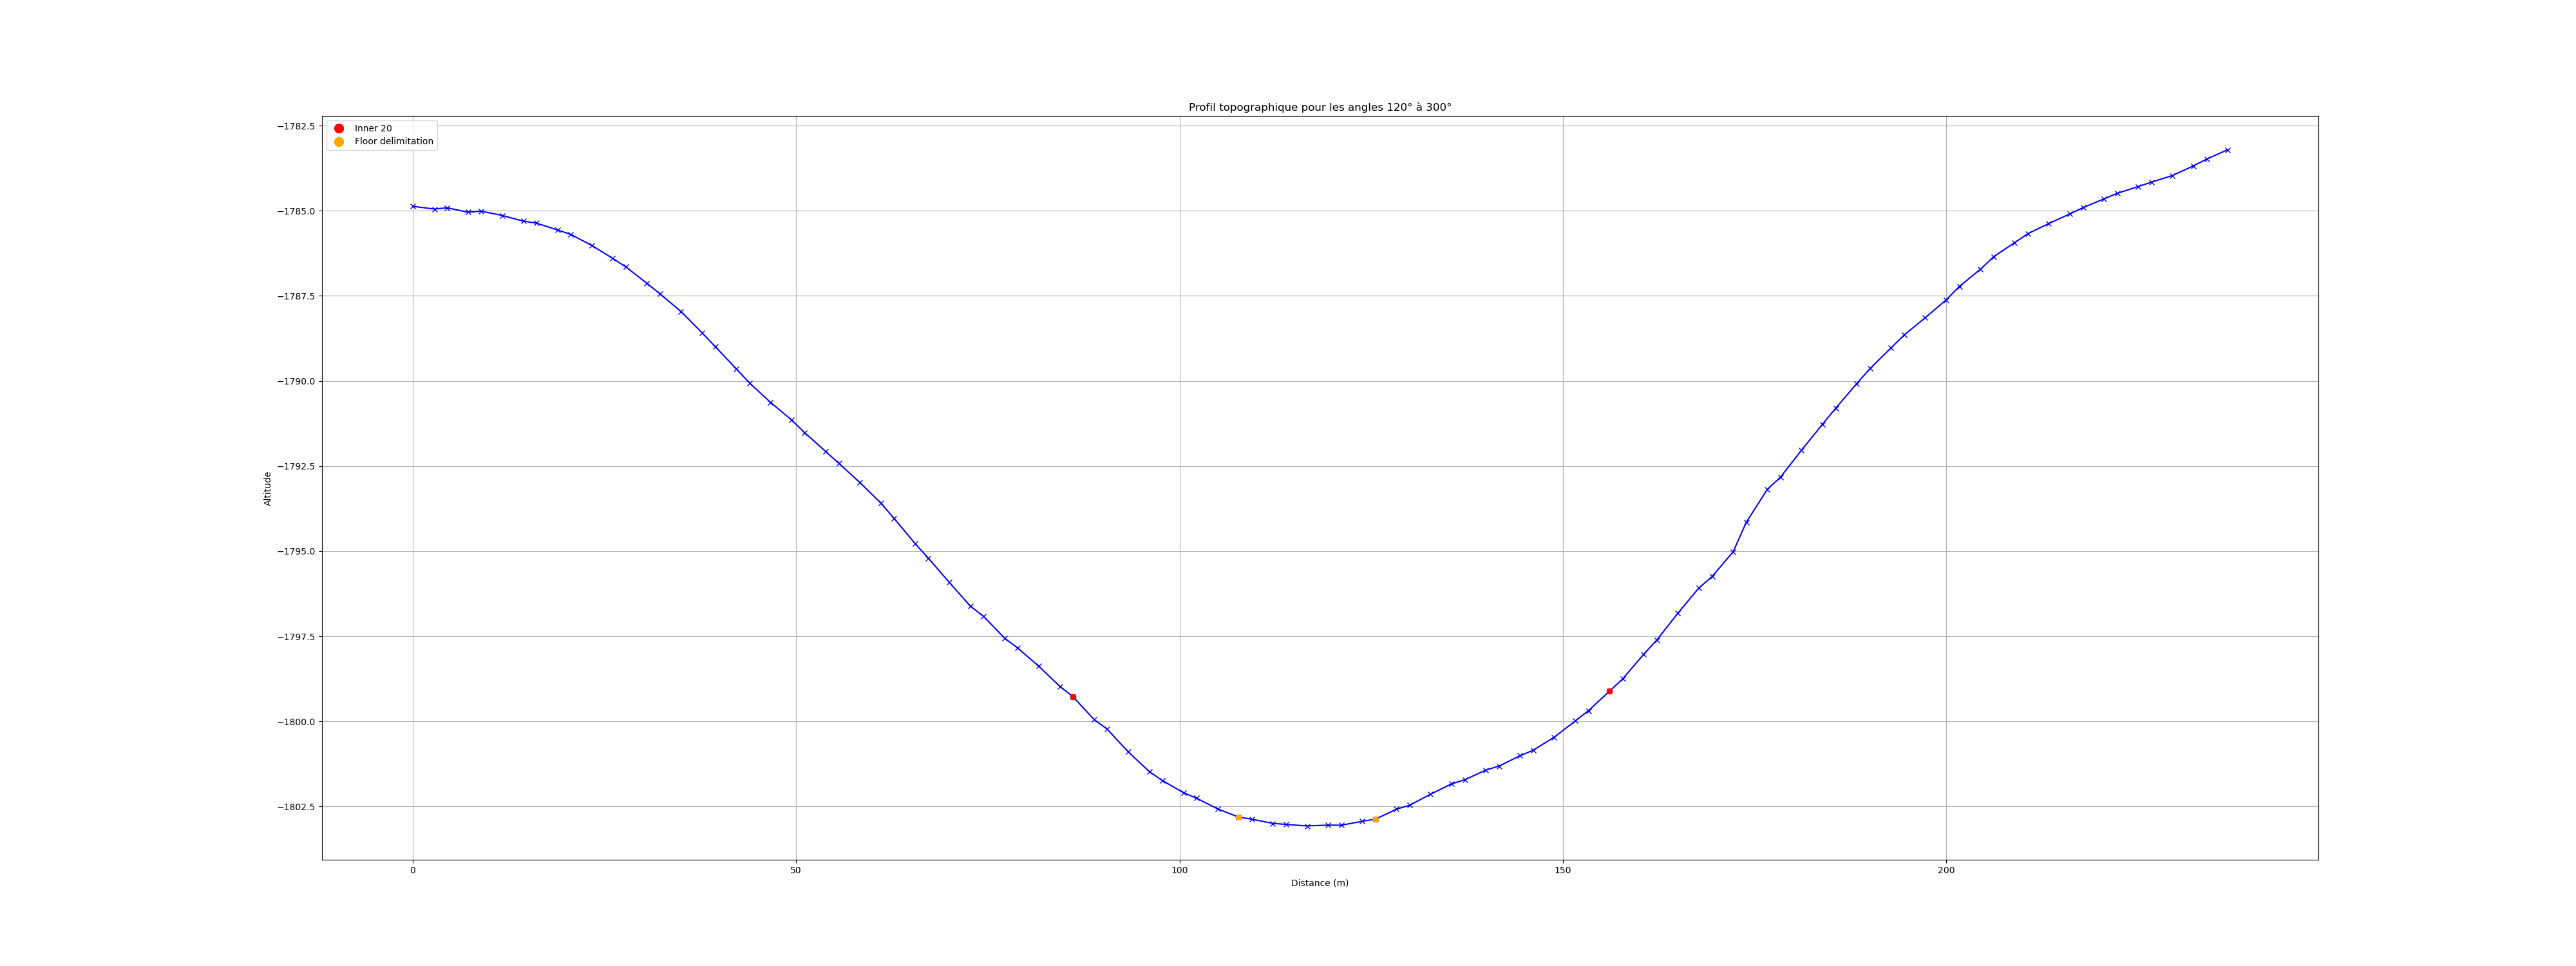 Profil topographique pour les angles 120° à 300°
Inner 20
Floor delimitation
Altitude
−1782.5
−1785.0
−1787.5
−1790.0
−1792.5
−1795.0
−1797.5
−1800.0
−1802.5
0 50 100 150 200
Distance (m)